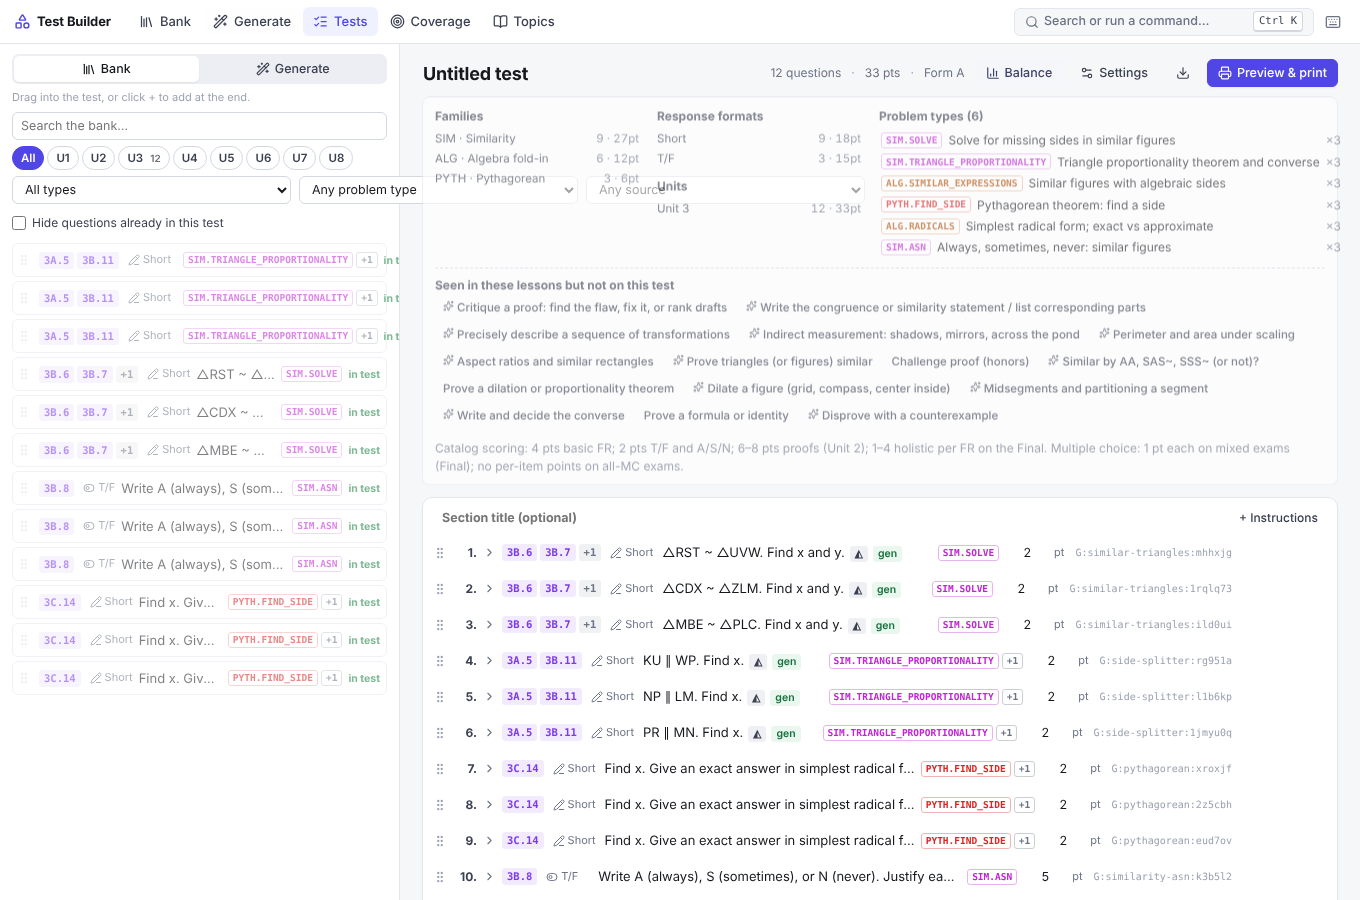 Test Builder Bank Generate Tests Coverage Topics Search or run a command... Ctrl K
Bank Generate
Drag into the test, or click + to add at the end.
Search the bank...
All U1 U2 U3 12 U4 U5 U6 U7 U8
All types Any problem type Any source
Hide questions already in this test
3A.5 3B.11 Short SIM.TRIANGLE_PROPORTIONALITY +1 in t
3A.5 3B.11 Short SIM.TRIANGLE_PROPORTIONALITY +1 in t
3A.5 3B.11 Short SIM.TRIANGLE_PROPORTIONALITY +1 in t
3B.6 3B.7 +1 Short △RST ~ △... SIM.SOLVE in test
3B.6 3B.7 +1 Short △CDX ~ ... SIM.SOLVE in test
3B.6 3B.7 +1 Short △MBE ~ ... SIM.SOLVE in test
3B.8 T/F Write A (always), S (som... SIM.ASN in test
3B.8 T/F Write A (always), S (som... SIM.ASN in test
3B.8 T/F Write A (always), S (som... SIM.ASN in test
3C.14 Short Find x. Giv... PYTH.FIND_SIDE +1 in test
3C.14 Short Find x. Giv... PYTH.FIND_SIDE +1 in test
3C.14 Short Find x. Giv... PYTH.FIND_SIDE +1 in test
Untitled test 12 questions · 33 pts · Form A Balance Settings Preview & print
Families
SIM · Similarity 9 · 27pt
ALG · Algebra fold-in 6 · 12pt
PYTH · Pythagorean 3 · 6pt
Response formats
Short 9 · 18pt
T/F 3 · 15pt
Units
Unit 3 12 · 33pt
Problem types (6)
SIM.SOLVE Solve for missing sides in similar figures ×3
SIM.TRIANGLE_PROPORTIONALITY Triangle proportionality theorem and converse ×3
ALG.SIMILAR_EXPRESSIONS Similar figures with algebraic sides ×3
PYTH.FIND_SIDE Pythagorean theorem: find a side ×3
ALG.RADICALS Simplest radical form; exact vs approximate ×3
SIM.ASN Always, sometimes, never: similar figures ×3
Seen in these lessons but not on this test
Critique a proof: find the flaw, fix it, or rank drafts Write the congruence or similarity statement / list corresponding parts
Precisely describe a sequence of transformations Indirect measurement: shadows, mirrors, across the pond Perimeter and area under scaling
Aspect ratios and similar rectangles Prove triangles (or figures) similar Challenge proof (honors) Similar by AA, SAS~, SSS~ (or not)?
Prove a dilation or proportionality theorem Dilate a figure (grid, compass, center inside) Midsegments and partitioning a segment
Write and decide the converse Prove a formula or identity Disprove with a counterexample
Catalog scoring: 4 pts basic FR; 2 pts T/F and A/S/N; 6–8 pts proofs (Unit 2); 1–4 holistic per FR on the Final. Multiple choice: 1 pt each on mixed exams
(Final); no per-item points on all-MC exams.
Section title (optional) + Instructions
1. 3B.6 3B.7 +1 Short △RST ~ △UVW. Find x and y. gen SIM.SOLVE 2 pt G:similar-triangles:mhhxjg
2. 3B.6 3B.7 +1 Short △CDX ~ △ZLM. Find x and y. gen SIM.SOLVE 2 pt G:similar-triangles:1rqlq73
3. 3B.6 3B.7 +1 Short △MBE ~ △PLC. Find x and y. gen SIM.SOLVE 2 pt G:similar-triangles:ild0ui
4. 3A.5 3B.11 Short KU ∥ WP. Find x. gen SIM.TRIANGLE_PROPORTIONALITY +1 2 pt G:side-splitter:rg951a
5. 3A.5 3B.11 Short NP ∥ LM. Find x. gen SIM.TRIANGLE_PROPORTIONALITY +1 2 pt G:side-splitter:l1b6kp
6. 3A.5 3B.11 Short PR ∥ MN. Find x. gen SIM.TRIANGLE_PROPORTIONALITY +1 2 pt G:side-splitter:1jmyu0q
7. 3C.14 Short Find x. Give an exact answer in simplest radical f... PYTH.FIND_SIDE +1 2 pt G:pythagorean:xroxjf
8. 3C.14 Short Find x. Give an exact answer in simplest radical f... PYTH.FIND_SIDE +1 2 pt G:pythagorean:2z5cbh
9. 3C.14 Short Find x. Give an exact answer in simplest radical f... PYTH.FIND_SIDE +1 2 pt G:pythagorean:eud7ov
10. 3B.8 T/F Write A (always), S (sometimes), or N (never). Justify ea... SIM.ASN 5 pt G:similarity-asn:k3b5l2